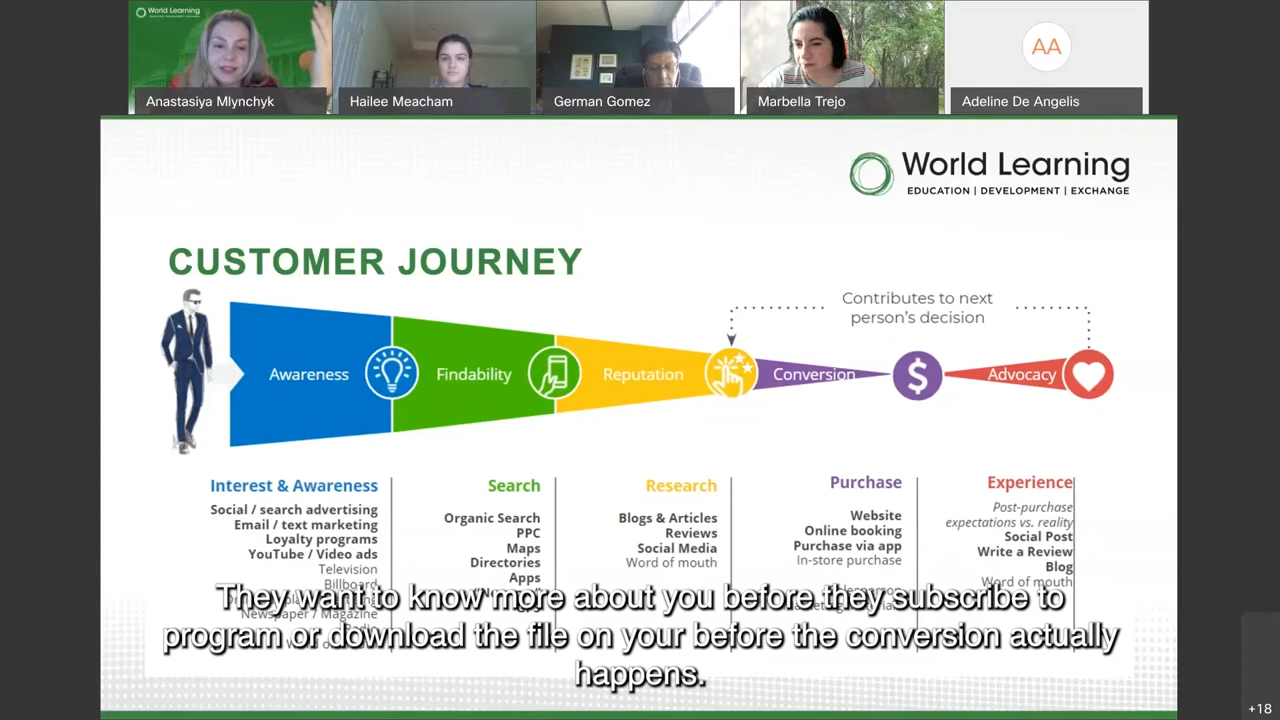 World Learning
Anastasiya Mlynchyk
Hailee Meacham
German Gomez
Marbella Trejo
AA
Adeline De Angelis
World Learning
EDUCATION | DEVELOPMENT | EXCHANGE
CUSTOMER JOURNEY
Contributes to next
person's decision
Awareness
Findability
Reputation
Conversion
$
Advocacy
Interest & Awareness
Social / search advertising
Email / text marketing
Loyalty programs
YouTube / Video ads
Television
Billboard
Newspaper / Magazine
Search
Organic Search
PPC
Maps
Directories
Apps
Research
Blogs & Articles
Reviews
Social Media
Word of mouth
Purchase
Website
Online booking
Purchase via app
In-store purchase
Experience
Post-purchase
expectations vs. reality
Social Post
Write a Review
Blog
Word of mouth
They want to know more about you before they subscribe to
program or download the file on your before the conversion actually
happens.
+18